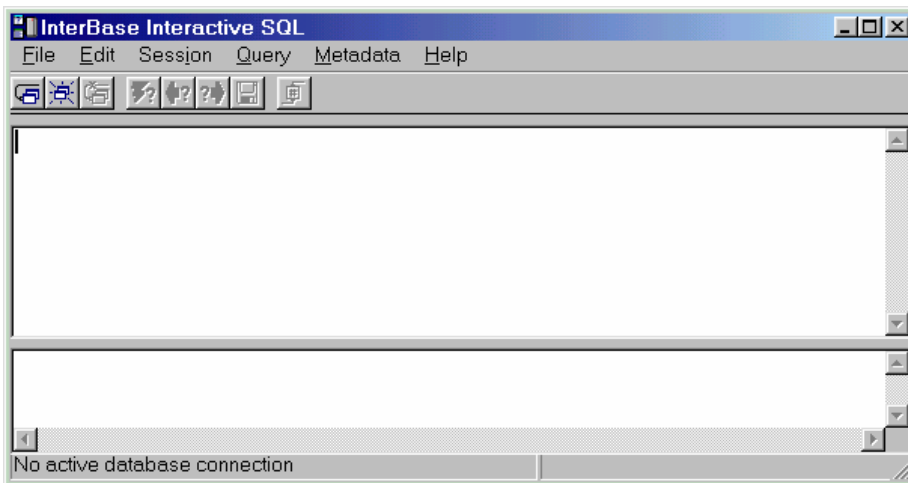 InterBase Interactive SQL
File Edit Session Query Metadata Help
No active database connection